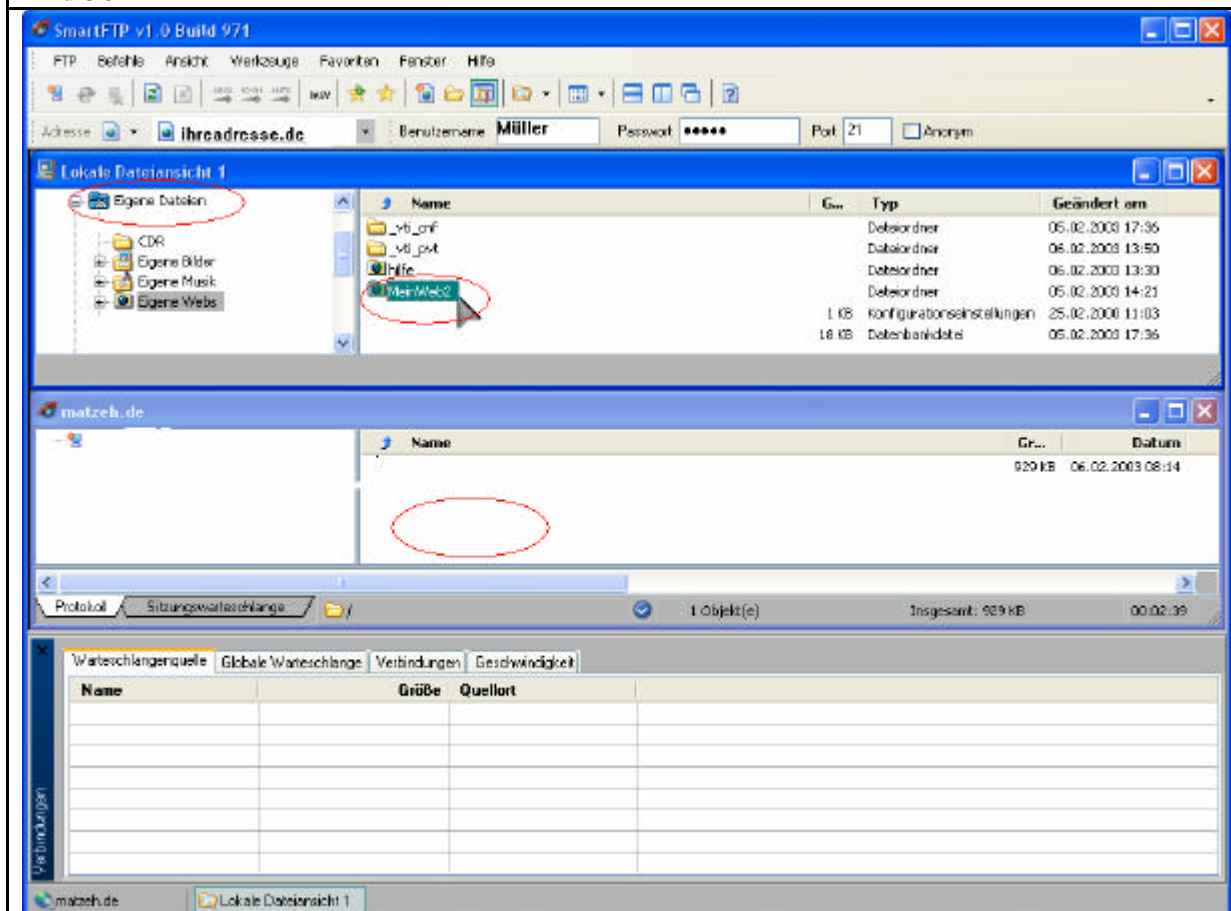 SmartFTP v1.0 Build 971
FTP Befehle Ansicht Werkzeuge Favoriten Fenster Hilfe
Adresse ihreadresse.de Benutzername Müller Passwort ●●●●● Port 21 Anonym
Lokale Dateiansicht 1
Eigene Dateien
CDR
Eigene Bilder
Eigene Musik
Eigene Webs
Name G... Typ Geändert am
_vti_cnf Dateiordner 05.02.2003 17:36
_vti_pvt Dateiordner 06.02.2003 13:50
hilfe Dateiordner 06.02.2003 13:30
MeinWeb2 Dateiordner 05.02.2003 14:21
1 KB Konfigurationseinstellungen 11:03
18 KB Datenbankdatei 05.02.2003 17:36
matzeh.de
Name Gr... Datum
929 KB 06.02.2003 08:14
Protokoll Sitzungswarteschlange / 1 Objekt(e) Insgesamt: 929 KB 00:02:39
Warteschlangenquelle Globale Warteschlange Verbindungen Geschwindigkeit
Name Größe Quellort
Verbindungen
matzeh.de Lokale Dateiansicht 1